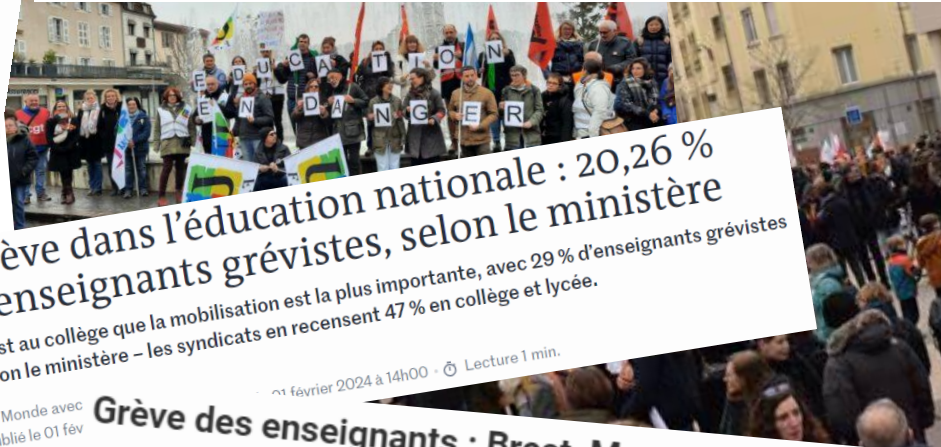 EDUCATION
EN DANGER
cgt
ève dans l'éducation nationale : 20,26 %
enseignants grévistes, selon le ministère
st au collège que la mobilisation est la plus importante, avec 29 % d'enseignants grévistes
on le ministère – les syndicats en recensent 47 % en collège et lycée.
Monde avec
blié le 01 fév
01 février 2024 à 14h00 • Lecture 1 min.
Grève des enseignants : Brest,